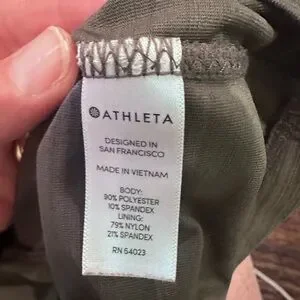 ATHLETA
DESIGNED IN
SAN FRANCISCO
MADE IN VIETNAM
BODY:
90% POLYESTER
10% SPANDEX
LINING:
79% NYLON
21% SPANDEX
RN 54023